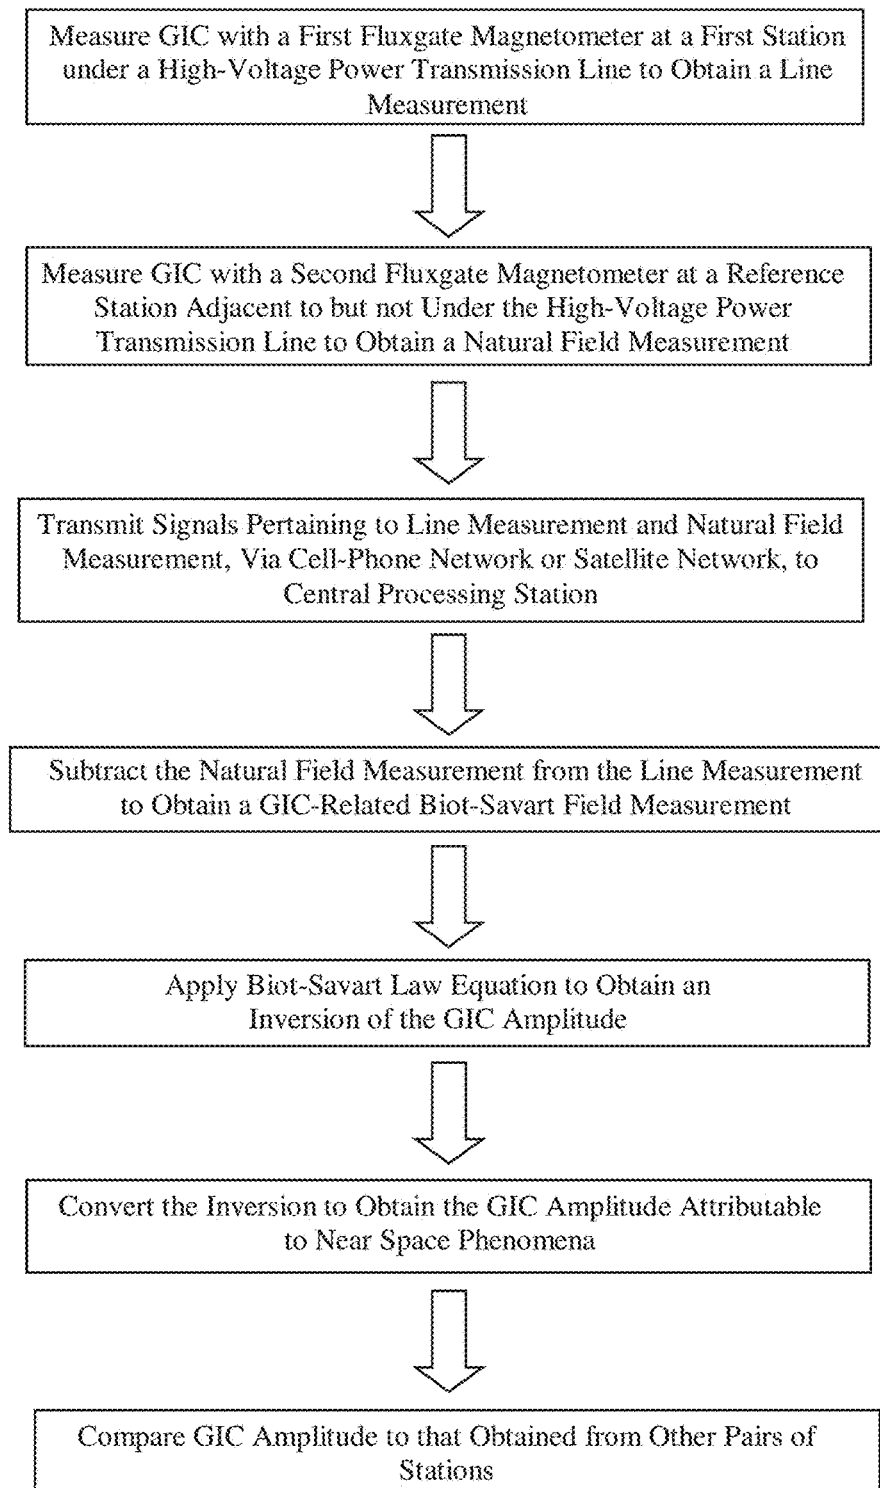 Measure GIC with a First Fluxgate Magnetometer at a First Station
under a High-Voltage Power Transmission Line to Obtain a Line
Measurement
Measure GIC with a Second Fluxgate Magnetometer at a Reference
Station Adjacent to but not Under the High-Voltage Power
Transmission Line to Obtain a Natural Field Measurement
Transmit Signals Pertaining to Line Measurement and Natural Field
Measurement, Via Cell-Phone Network or Satellite Network, to
Central Processing Station
Subtract the Natural Field Measurement from the Line Measurement
to Obtain a GIC-Related Biot-Savart Field Measurement
Apply Biot-Savart Law Equation to Obtain an
Inversion of the GIC Amplitude
Convert the Inversion to Obtain the GIC Amplitude Attributable
to Near Space Phenomena
Compare GIC Amplitude to that Obtained from Other Pairs of
Stations